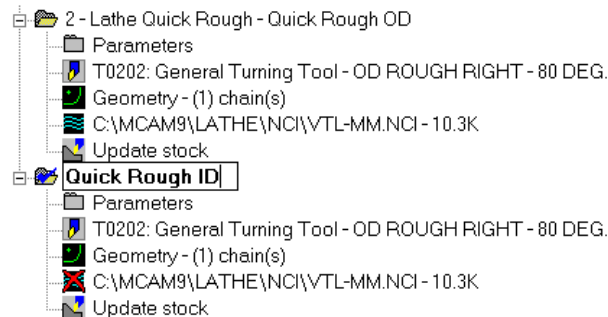 2 - Lathe Quick Rough - Quick Rough OD
Parameters
T0202: General Turning Tool - OD ROUGH RIGHT - 80 DEG.
Geometry - (1) chain(s)
C:\MCAM9\LATHE\NCI\VTL-MM.NCI - 10.3K
Update stock
Quick Rough ID
Parameters
T0202: General Turning Tool - OD ROUGH RIGHT - 80 DEG.
Geometry - (1) chain(s)
C:\MCAM9\LATHE\NCI\VTL-MM.NCI - 10.3K
Update stock